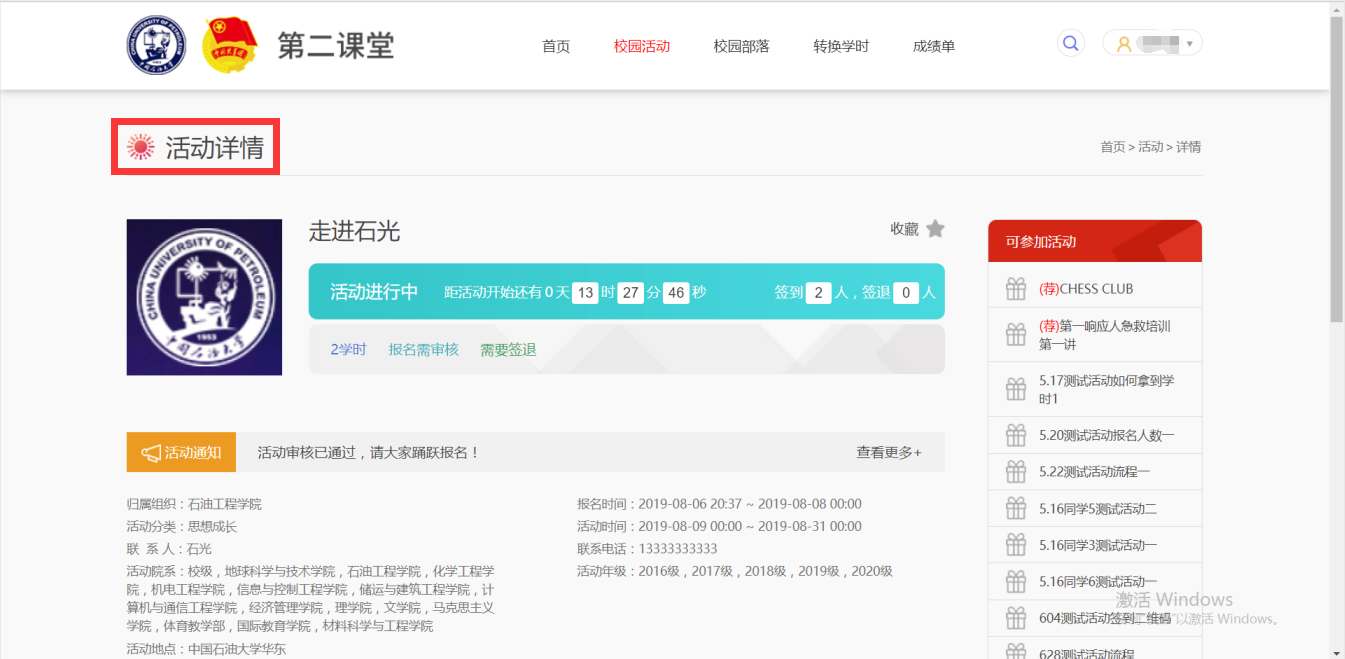 第二课堂
首页 校园活动 校园部落 转换学时 成绩单
活动详情
首页 > 活动 > 详情
CHINA UNIVERSITY OF PETROLEUM
1953
中国石油大学
走进石光
收藏
活动进行中 距活动开始还有 0 天 13 时 27 分 46 秒 签到 2 人，签退 0 人
2学时 报名需审核 需要签退
活动通知 活动审核已通过，请大家踊跃报名！ 查看更多+
归属组织：石油工程学院
活动分类：思想成长
联 系 人：石光
活动院系：校级，地球科学与技术学院，石油工程学院，化学工程学
院，机电工程学院，信息与控制工程学院，储运与建筑工程学院，计
算机与通信工程学院，经济管理学院，理学院，文学院，马克思主义
学院，体育教学部，国际教育学院，材料科学与工程学院
活动地点：中国石油大学华东
报名时间：2019-08-06 20:37 ~ 2019-08-08 00:00
活动时间：2019-08-09 00:00 ~ 2019-08-31 00:00
联系电话：13333333333
活动年级：2016级，2017级，2018级，2019级，2020级
可参加活动
(荐)CHESS CLUB
(荐)第一响应人急救培训
第一讲
5.17测试活动如何拿到学
时1
5.20测试活动报名人数一
5.22测试活动流程一
5.16同学5测试活动二
5.16同学3测试活动一
5.16同学6测试活动一
604测试活动签到二维码
628测试活动流程
激活 Windows
以激活 Windows。